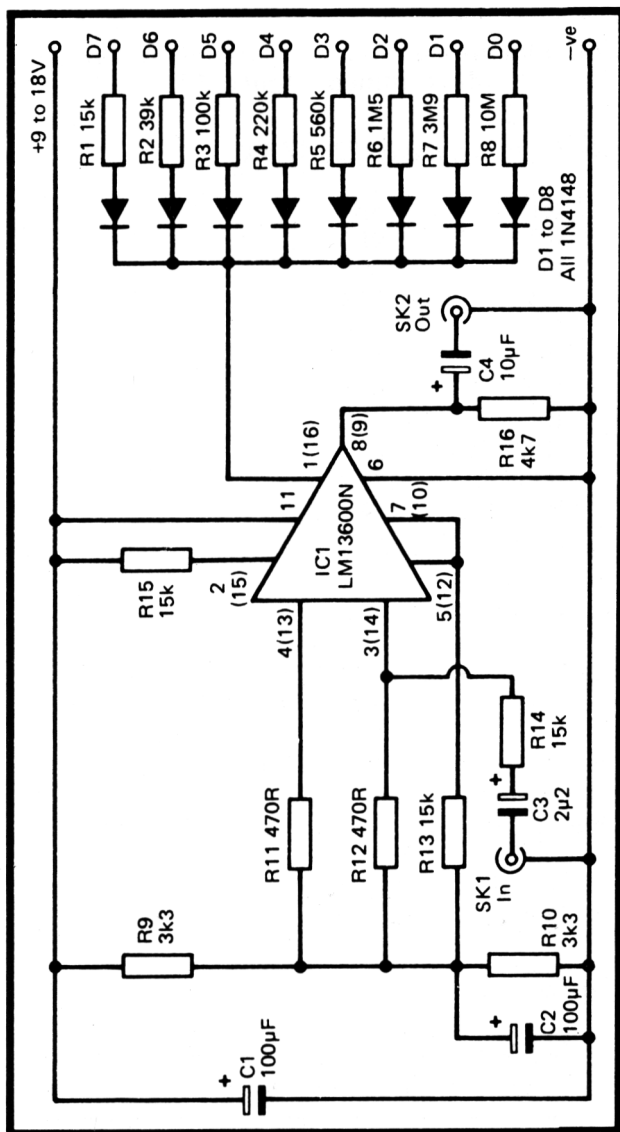 +9 to 18V
D7
D6
D5
D4
D3
D2
D1
D0
–ve
R1 15k
R2 39k
R3 100k
R4 220k
R5 560k
R6 1M5
R7 3M9
R8 10M
D1 to D8
All 1N4148
SK2
Out
+
C4
10µF
R16
4k7
1(16)
8(9)
6
11
7
(10)
IC1
LM13600N
2
(15)
R15
15k
4(13)
3(14)
5(12)
R11 470R
R12 470R
R13 15k
R14
15k
+
C3
2µ2
SK1
In
R9
3k3
R10
3k3
+
C1
100µF
+
C2
100µF